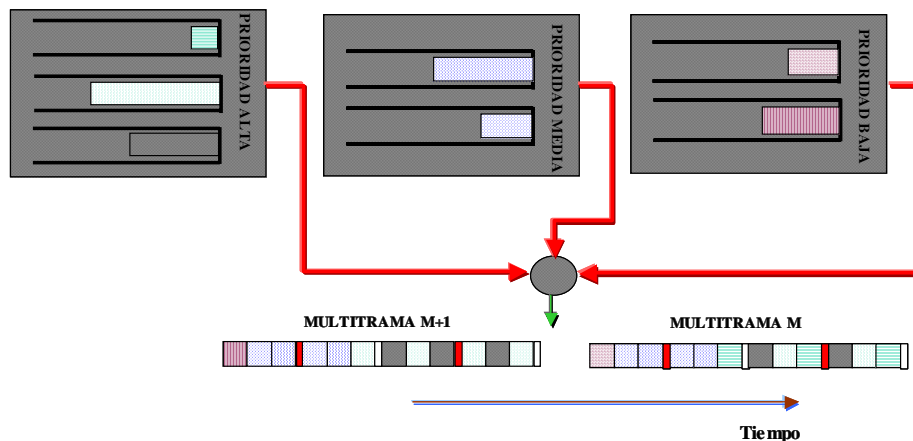 PRIORIDAD ALTA
PRIORIDAD MEDIA
PRIORIDAD BAJA
MULTITRAMA M+1
MULTITRAMA M
Tiempo